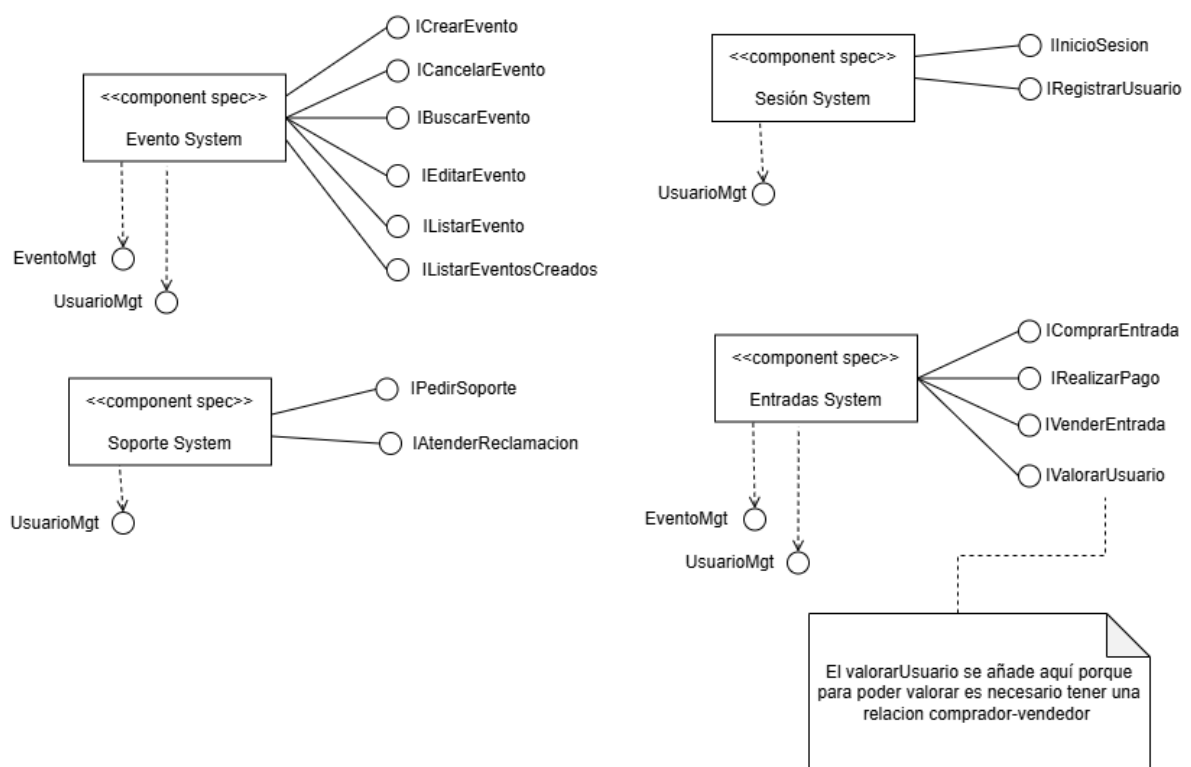 <<component spec>>
Evento System
ICrearEvento
ICancelarEvento
IBuscarEvento
IEditarEvento
IListarEvento
IListarEventosCreados
EventoMgt
UsuarioMgt
<<component spec>>
Sesión System
IInicioSesion
IRegistrarUsuario
UsuarioMgt
<<component spec>>
Soporte System
IPedirSoporte
IAtenderReclamacion
UsuarioMgt
<<component spec>>
Entradas System
IComprarEntrada
IRealizarPago
IVenderEntrada
IValorarUsuario
EventoMgt
UsuarioMgt
El valorarUsuario se añade aquí porque
para poder valorar es necesario tener una
relacion comprador-vendedor